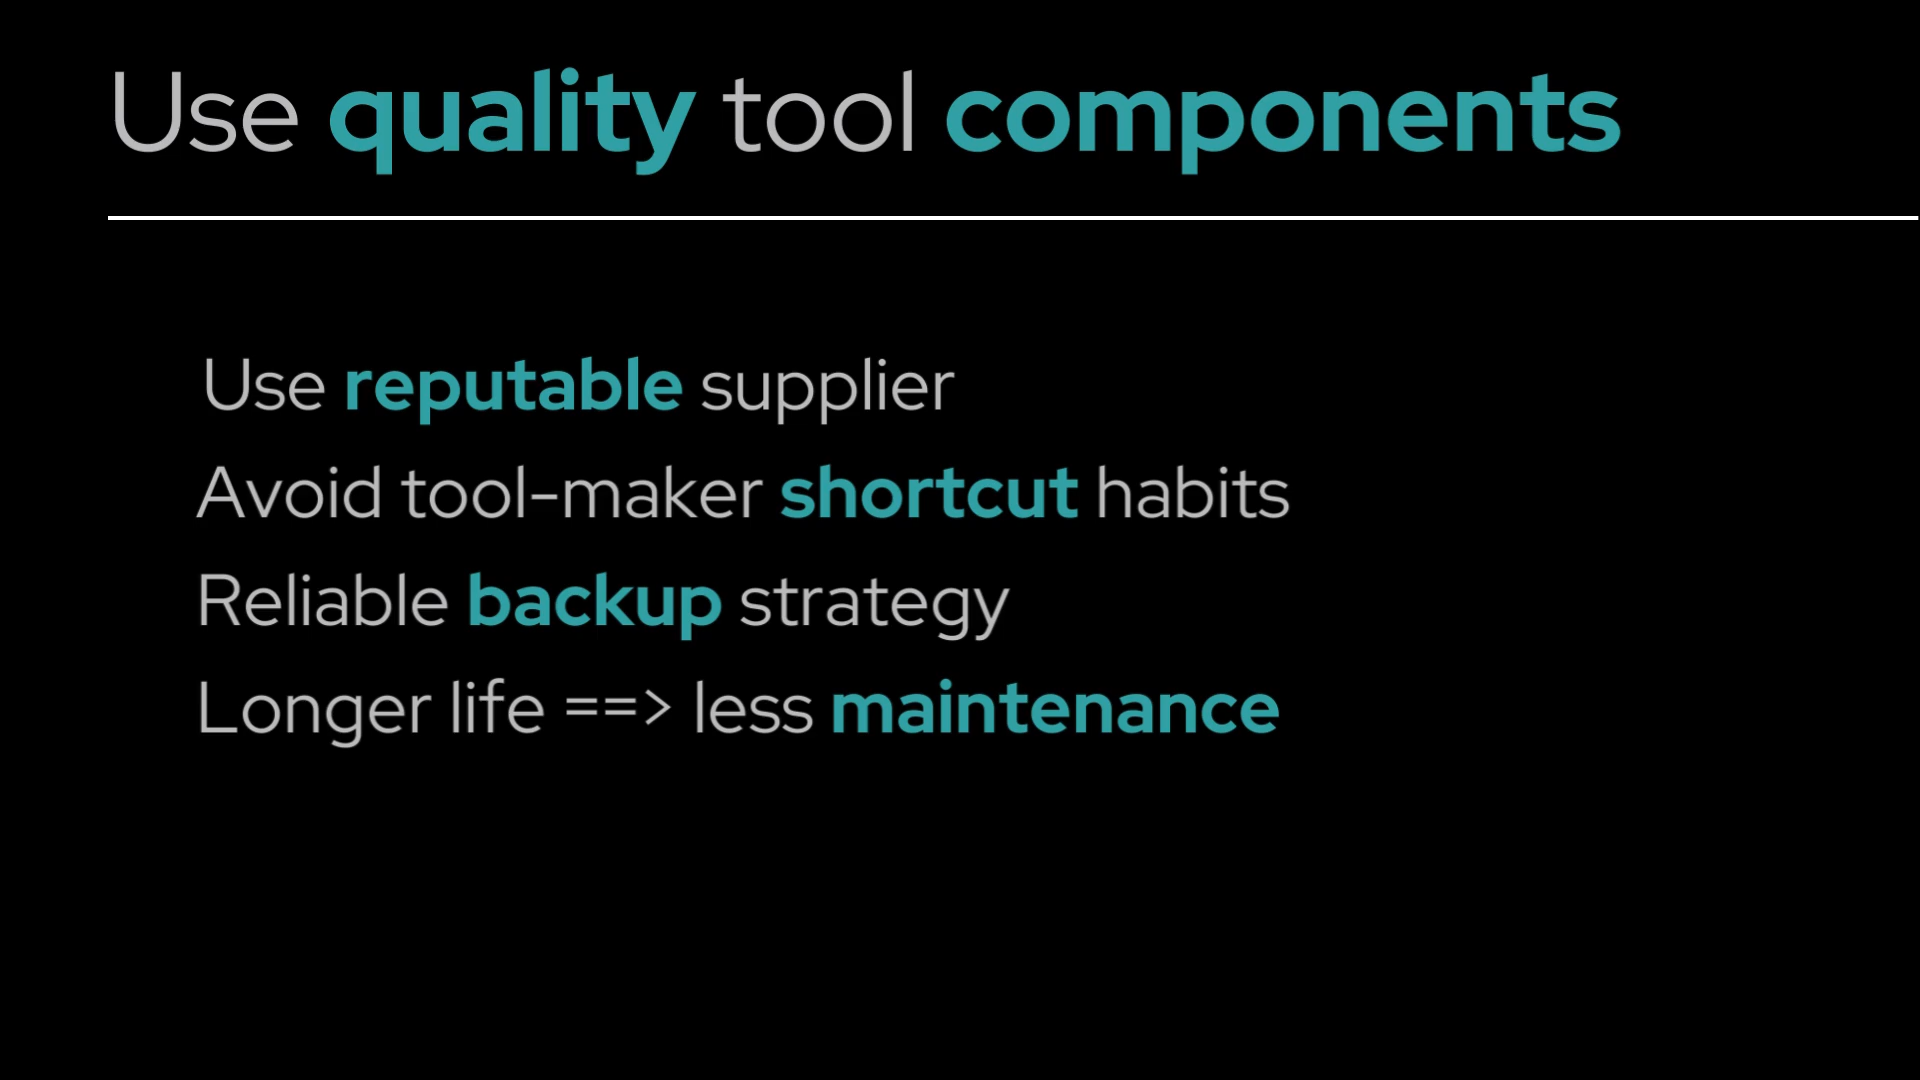 Use quality tool components
Use reputable supplier
Avoid tool-maker shortcut habits
Reliable backup strategy
Longer life ==> less maintenance